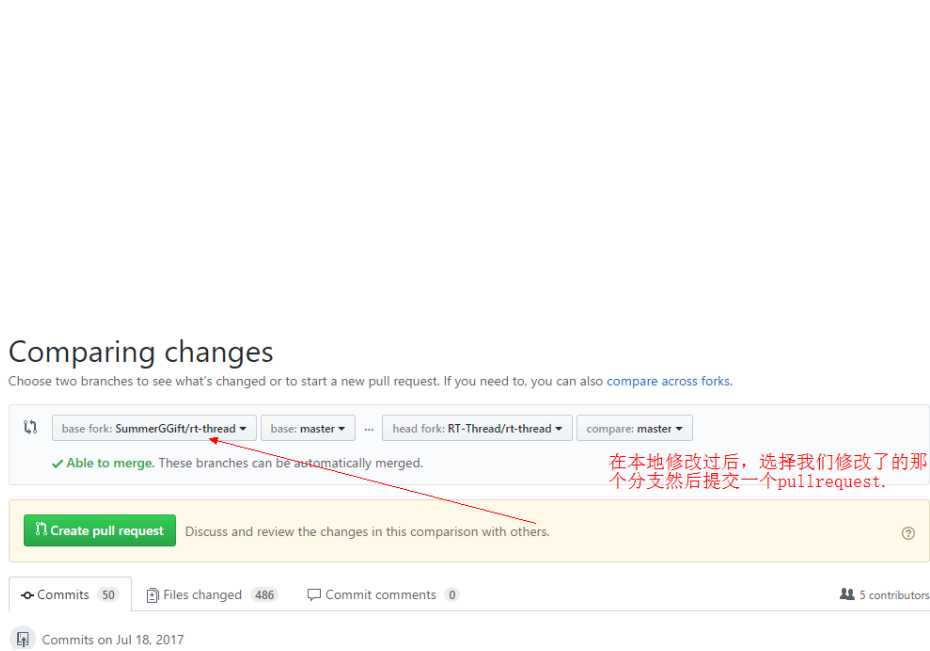 Comparing changes
Choose two branches to see what's changed or to start a new pull request. If you need to, you can also compare across forks.
base fork: SummerGGift/rt-thread base: master ... head fork: RT-Thread/rt-thread compare: master
Able to merge. These branches can be automatically merged.
在本地修改过后，选择我们修改了的那
个分支然后提交一个pullrequest.
Create pull request Discuss and review the changes in this comparison with others.
Commits 50 Files changed 486 Commit comments 0 5 contributors
Commits on Jul 18, 2017